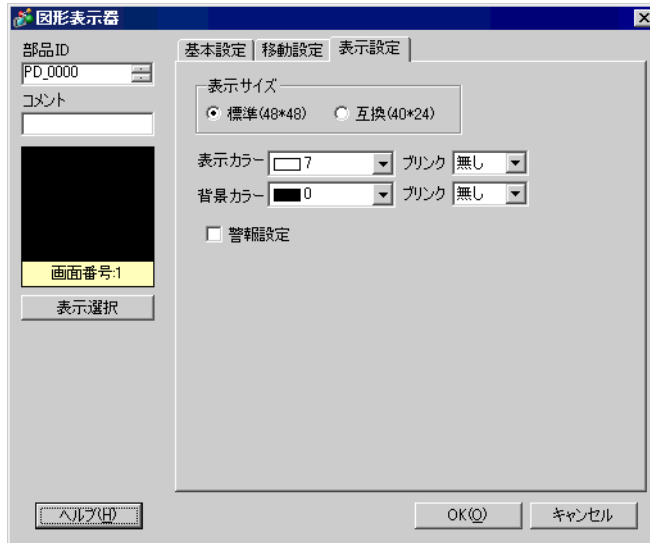 図形表示器
部品ID
PD_0000
コメント
画面番号:1
表示選択
基本設定 移動設定 表示設定
表示サイズ
標準(48*48) 互換(40*24)
表示カラー 7 ブリンク 無し
背景カラー 0 ブリンク 無し
警報設定
ヘルプ(H) OK(O) キャンセル